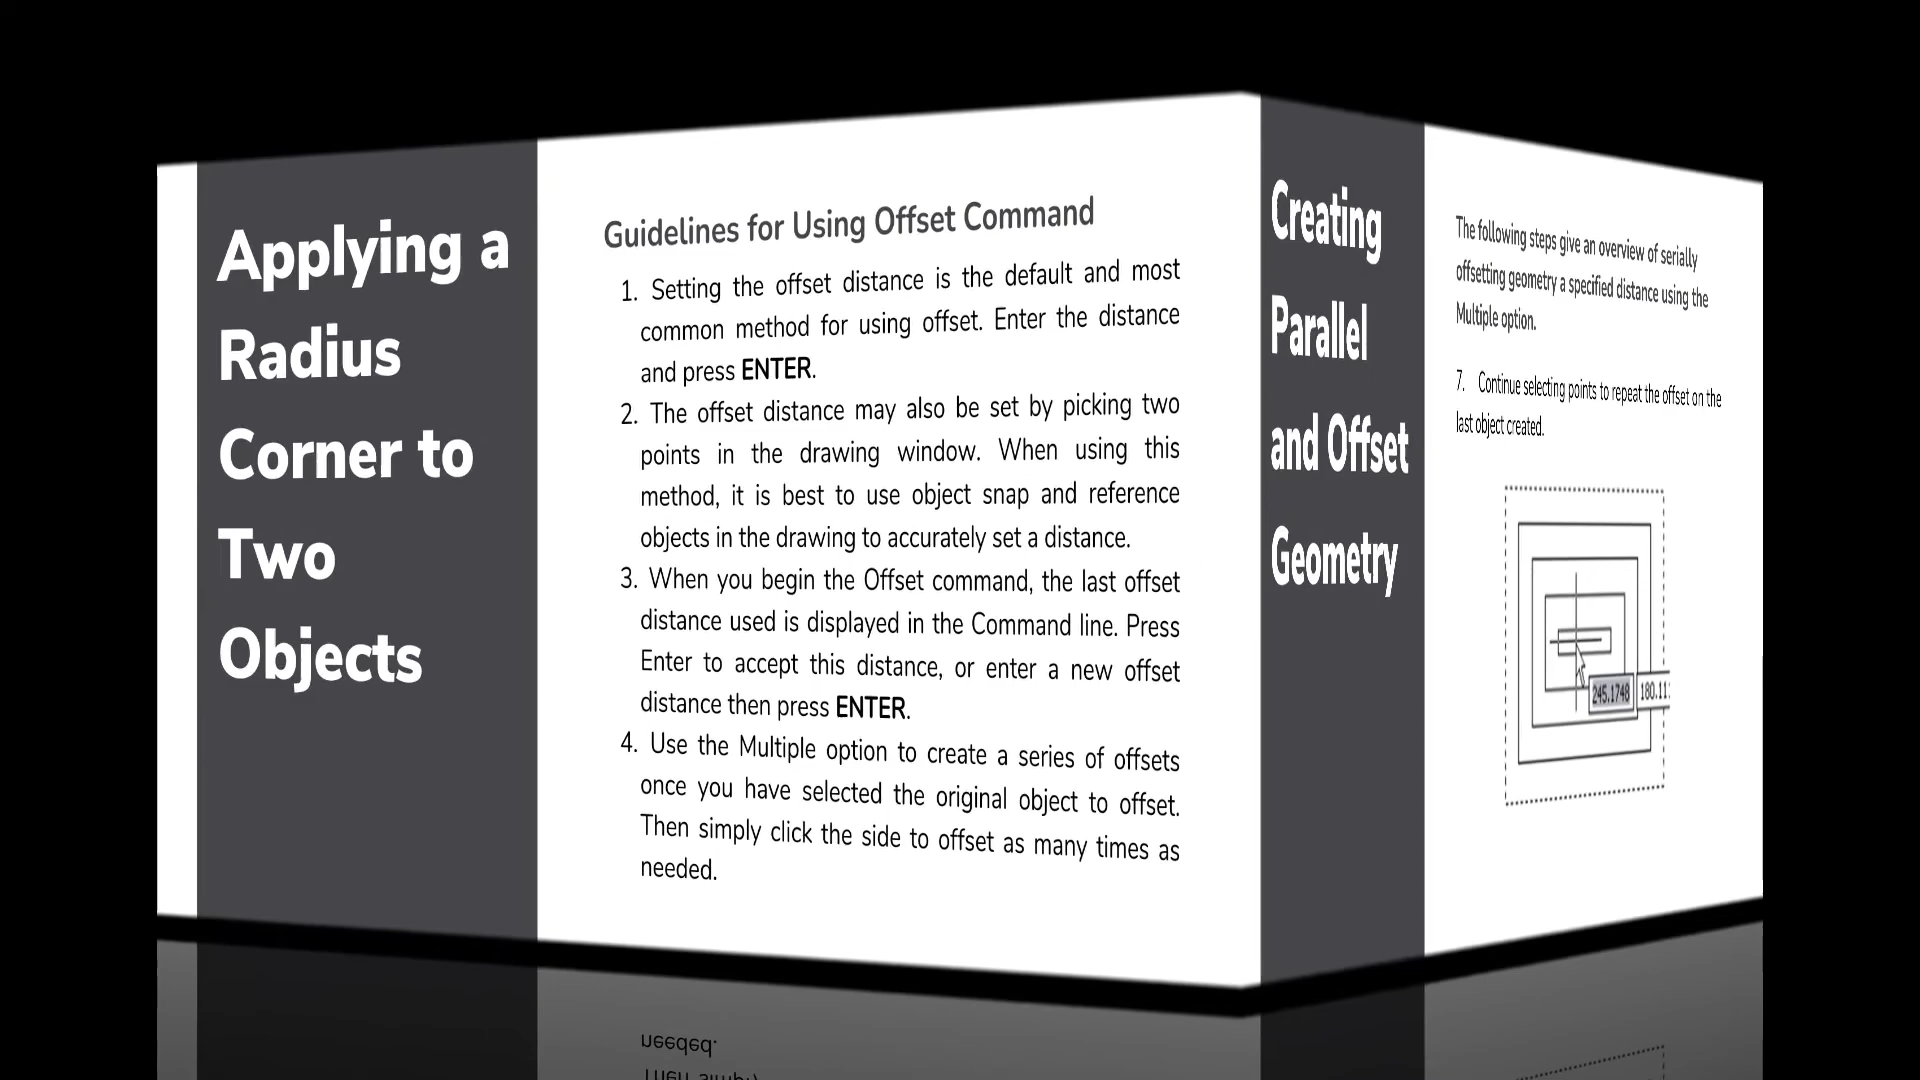 Applying a
Radius
Corner to
Two
Objects
Guidelines for Using Offset Command
1. Setting the offset distance is the default and most
common method for using offset. Enter the distance
and press ENTER.
2. The offset distance may also be set by picking two
points in the drawing window. When using this
method, it is best to use object snap and reference
objects in the drawing to accurately set a distance.
3. When you begin the Offset command, the last offset
distance used is displayed in the Command line. Press
Enter to accept this distance, or enter a new offset
distance then press ENTER.
4. Use the Multiple option to create a series of offsets
once you have selected the original object to offset.
Then simply click the side to offset as many times as
needed.
Creating
Parallel
and Offset
Geometry
The following steps give an overview of serially
offsetting geometry a specified distance using the
Multiple option.
7. Continue selecting points to repeat the offset on the
last object created.
245.1748 180.11